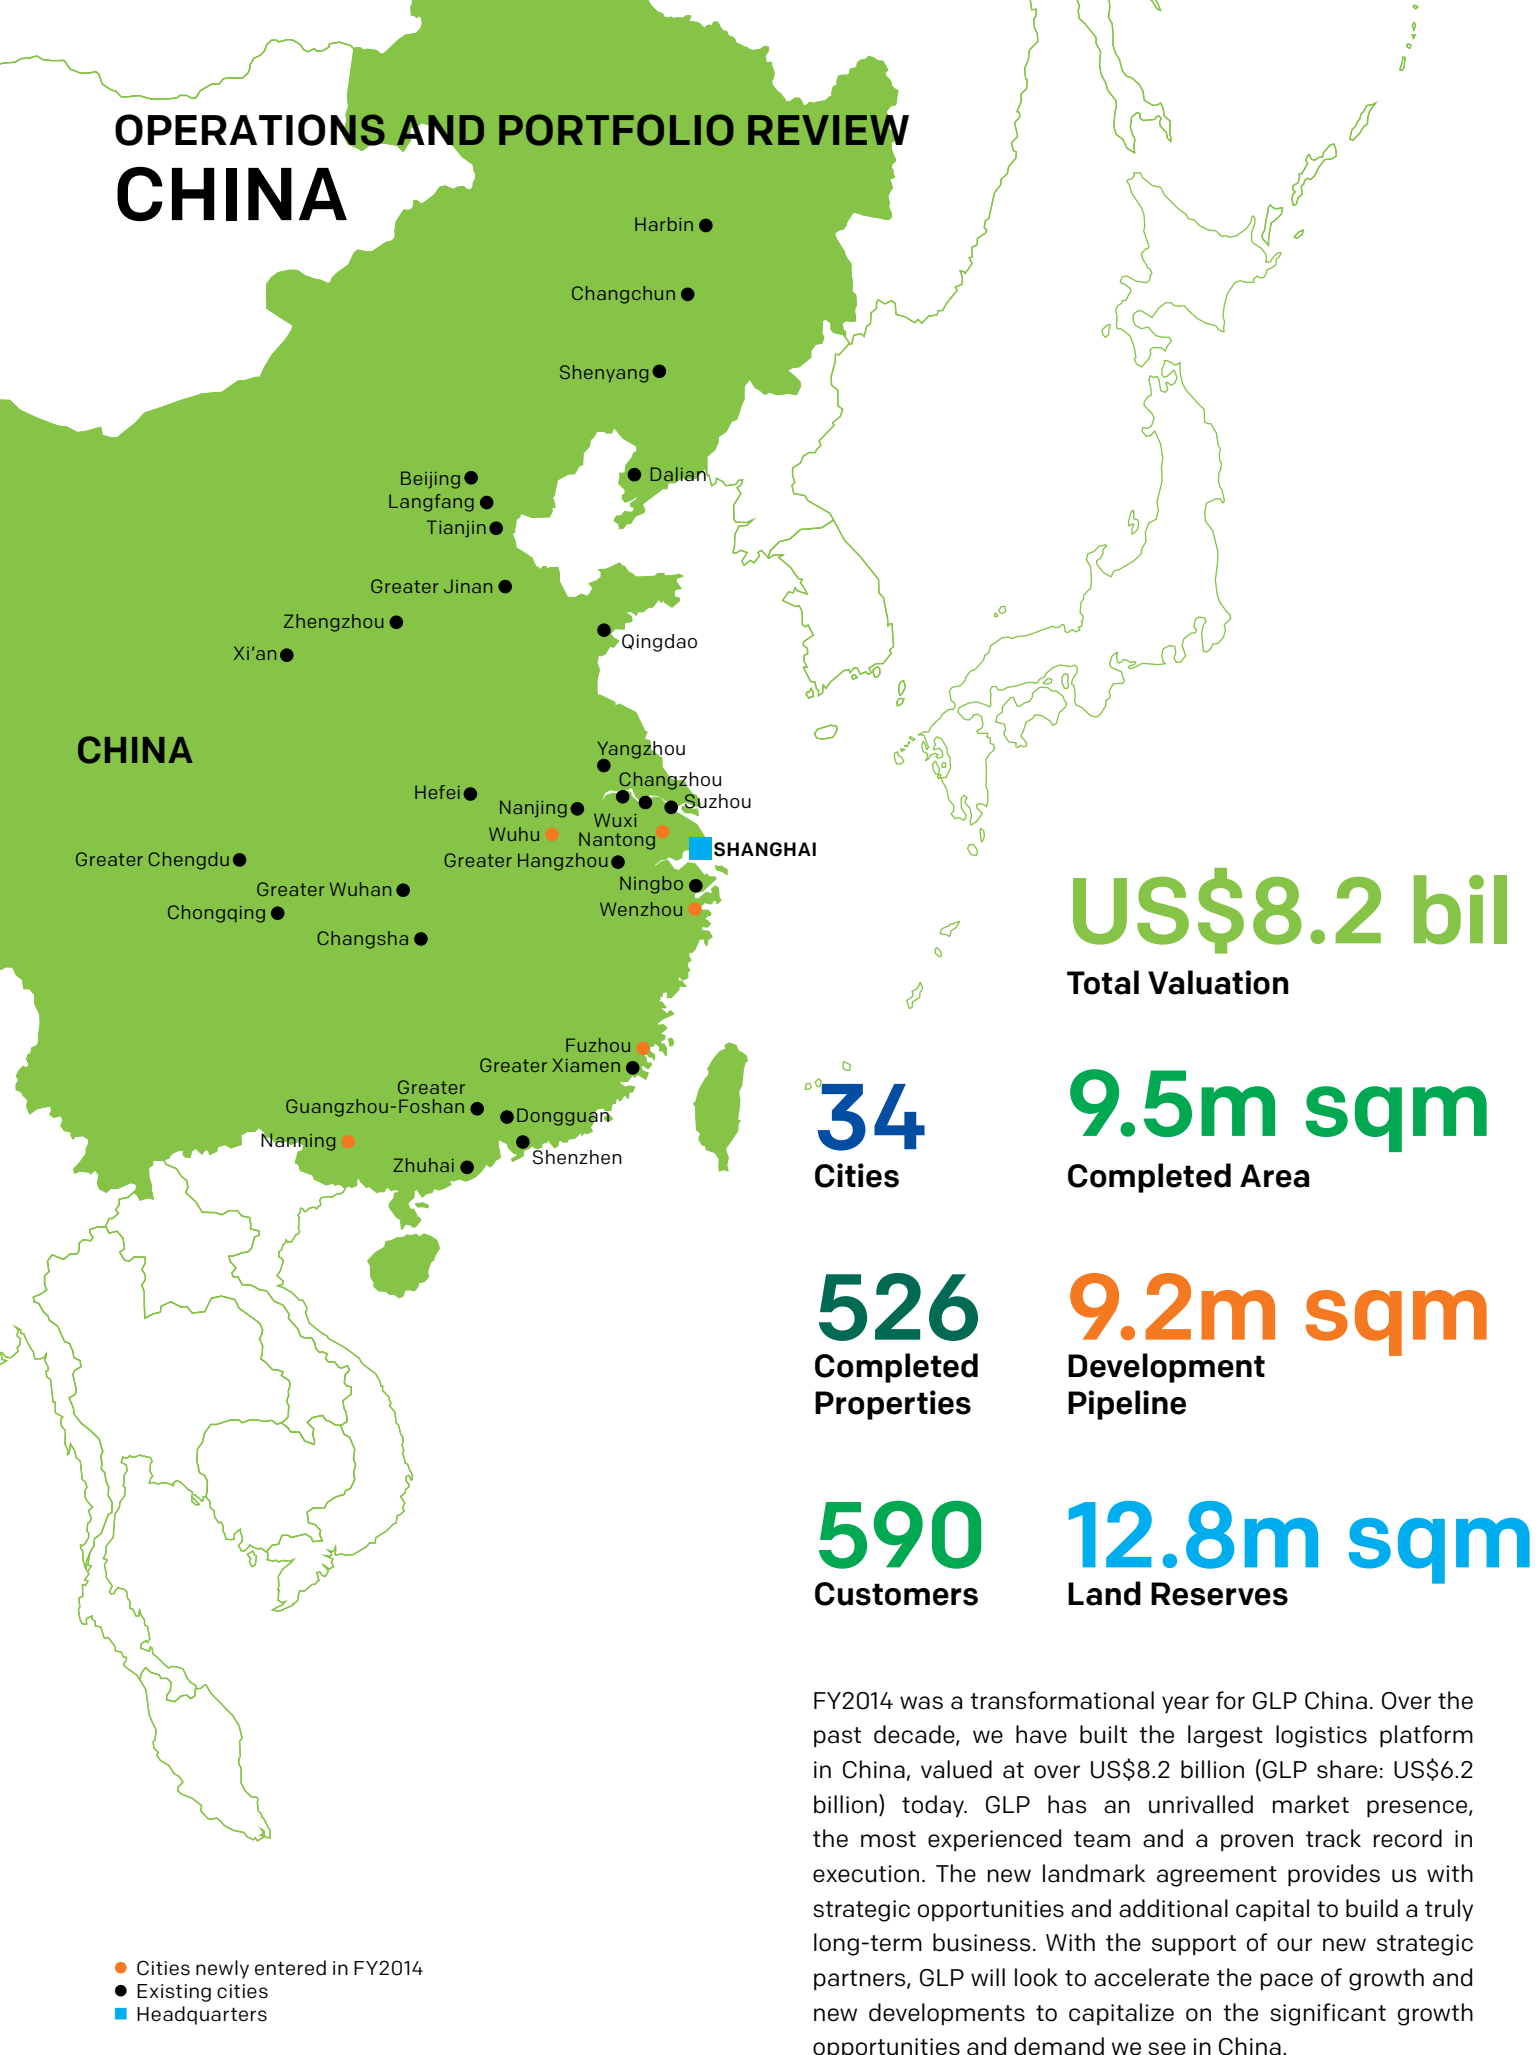 OPERATIONS AND PORTFOLIO REVIEW
CHINA
Harbin
Changchun
Shenyang
Beijing
Dalian
Langfang
Tianjin
Greater Jinan
Zhengzhou
Qingdao
Xi'an
CHINA
Yangzhou
Changzhou
Hefei
Suzhou
Nanjing
Wuxi
Wuhu
Nantong
SHANGHAI
Greater Chengdu
Greater Hangzhou
Ningbo
Greater Wuhan
Wenzhou
Chongqing
Changsha
Fuzhou
Greater Xiamen
Greater
Guangzhou-Foshan
Dongguan
Nanning
Shenzhen
Zhuhai
US$8.2 bil
Total Valuation
34
Cities
9.5m sqm
Completed Area
526
Completed
Properties
9.2m sqm
Development
Pipeline
590
Customers
12.8m sqm
Land Reserves
FY2014 was a transformational year for GLP China. Over the
past decade, we have built the largest logistics platform
in China, valued at over US$8.2 billion (GLP share: US$6.2
billion) today. GLP has an unrivalled market presence,
the most experienced team and a proven track record in
execution. The new landmark agreement provides us with
strategic opportunities and additional capital to build a truly
long-term business. With the support of our new strategic
partners, GLP will look to accelerate the pace of growth and
new developments to capitalize on the significant growth
opportunities and demand we see in China.
Cities newly entered in FY2014
Existing cities
Headquarters